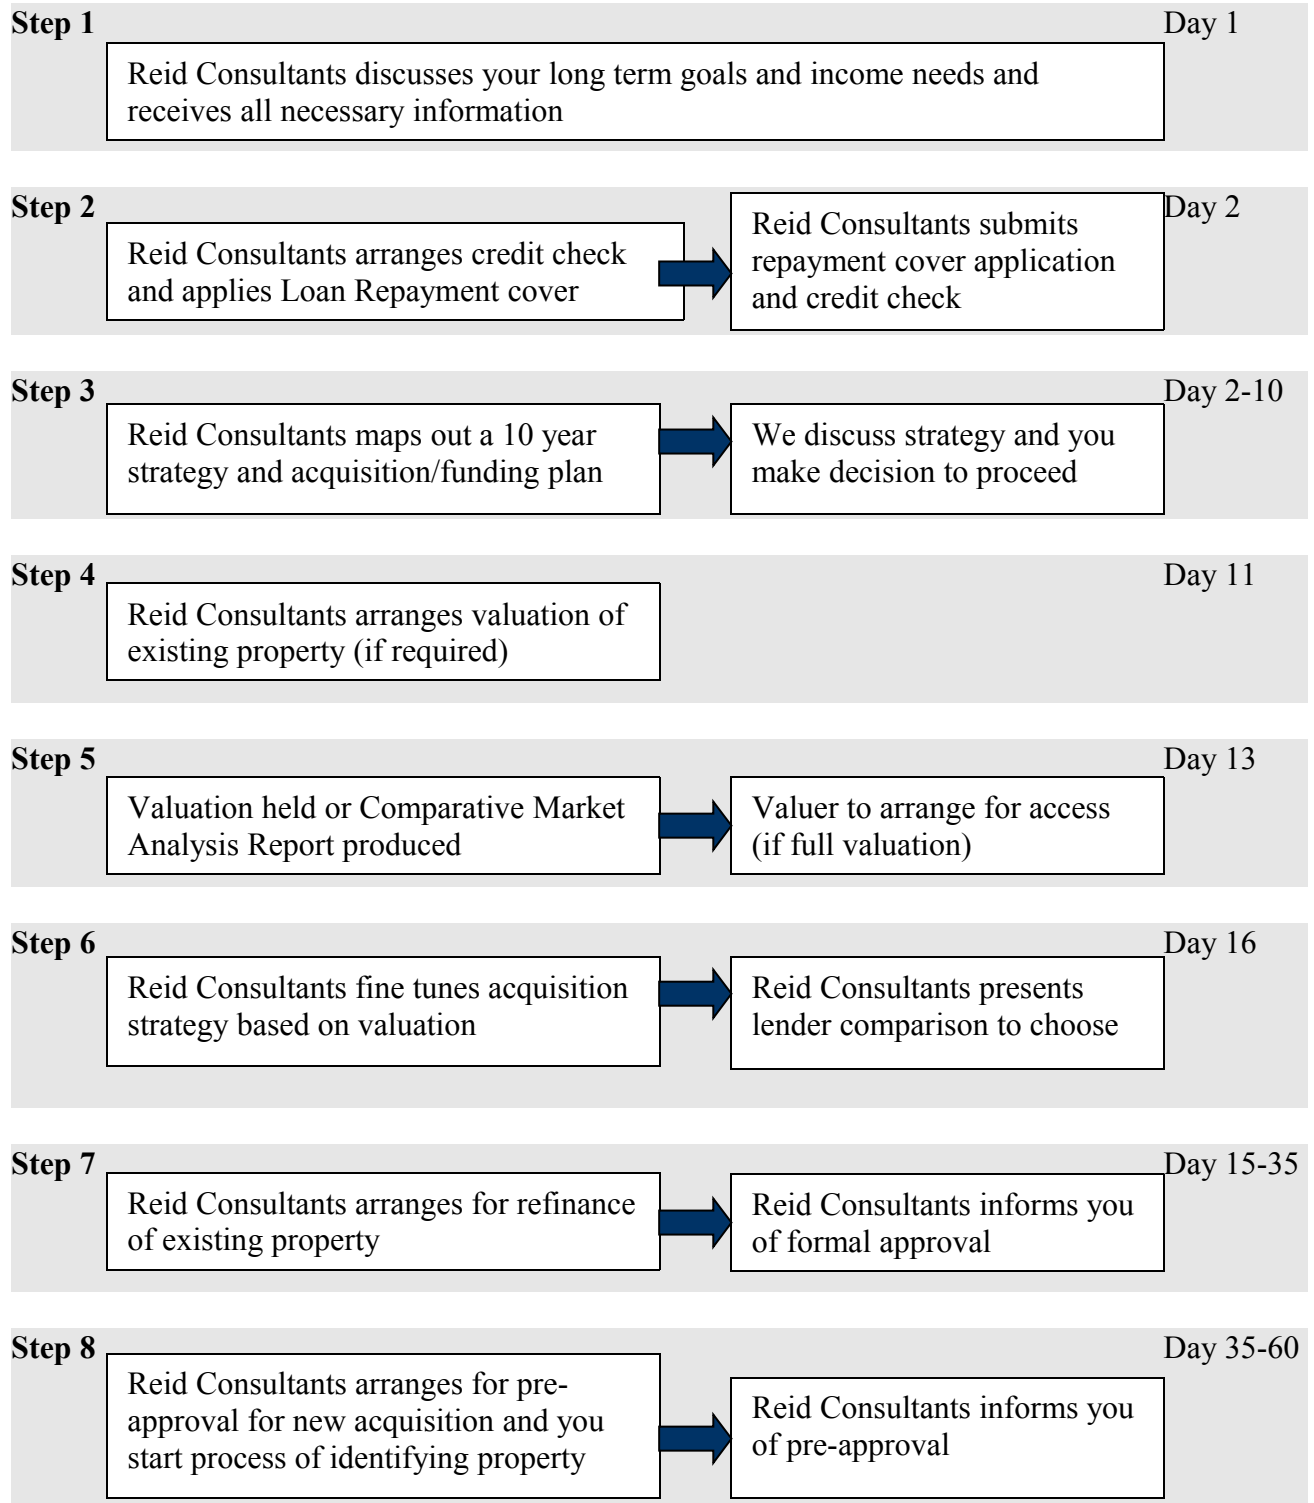 Step 1
Day 1
Reid Consultants discusses your long term goals and income needs and
receives all necessary information
Step 2
Day 2
Reid Consultants arranges credit check
and applies Loan Repayment cover
Reid Consultants submits
repayment cover application
and credit check
Step 3
Day 2-10
Reid Consultants maps out a 10 year
strategy and acquisition/funding plan
We discuss strategy and you
make decision to proceed
Step 4
Day 11
Reid Consultants arranges valuation of
existing property (if required)
Step 5
Day 13
Valuation held or Comparative Market
Analysis Report produced
Valuer to arrange for access
(if full valuation)
Step 6
Day 16
Reid Consultants fine tunes acquisition
strategy based on valuation
Reid Consultants presents
lender comparison to choose
Step 7
Day 15-35
Reid Consultants arranges for refinance
of existing property
Reid Consultants informs you
of formal approval
Step 8
Day 35-60
Reid Consultants arranges for pre-
approval for new acquisition and you
start process of identifying property
Reid Consultants informs you
of pre-approval